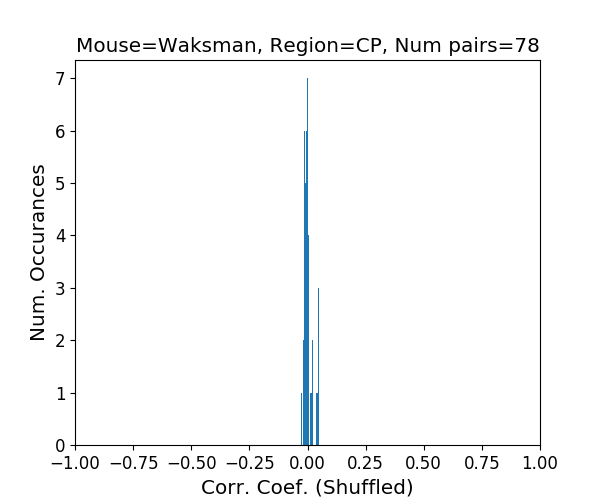 Mouse=Waksman, Region=CP, Num pairs=78
Num. Occurances
7
6
5
4
3
2
1
0
−1.00 −0.75 −0.50 −0.25 0.00 0.25 0.50 0.75 1.00
Corr. Coef. (Shuffled)